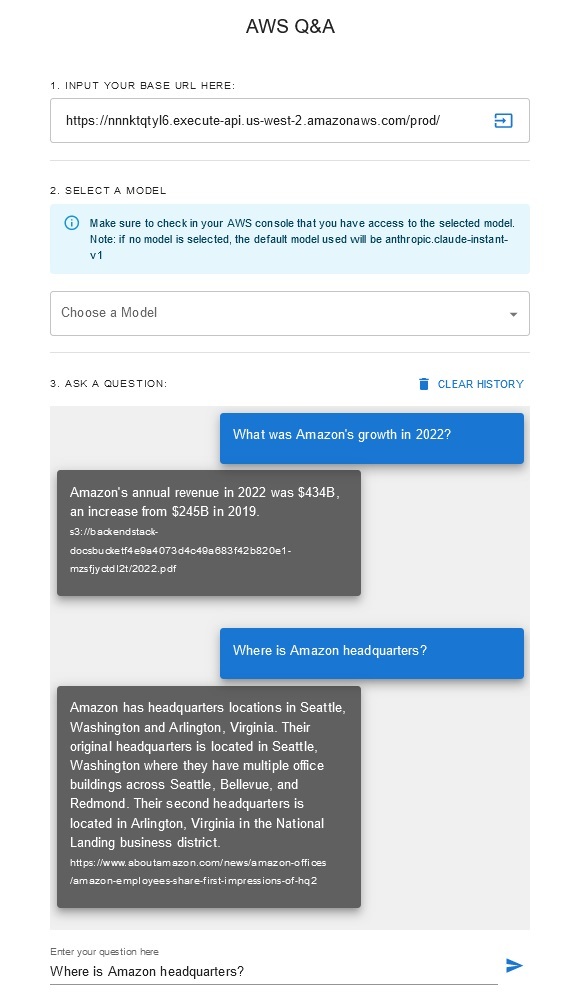 AWS Q&A
1. INPUT YOUR BASE URL HERE:
https://nnnktqtyl6.execute-api.us-west-2.amazonaws.com/prod/
2. SELECT A MODEL
Make sure to check in your AWS console that you have access to the selected model.
Note: if no model is selected, the default model used will be anthropic.claude-instant-
v1
Choose a Model
3. ASK A QUESTION:
CLEAR HISTORY
What was Amazon's growth in 2022?
Amazon's annual revenue in 2022 was $434B,
an increase from $245B in 2019.
s3://backendstack-
docsbucketf4e9a4073d4c49a683f42b820e1-
mzsfjyctdl2t/2022.pdf
Where is Amazon headquarters?
Amazon has headquarters locations in Seattle,
Washington and Arlington, Virginia. Their
original headquarters is located in Seattle,
Washington where they have multiple office
buildings across Seattle, Bellevue, and
Redmond. Their second headquarters is
located in Arlington, Virginia in the National
Landing business district.
https://www.aboutamazon.com/news/amazon-offices
/amazon-employees-share-first-impressions-of-hq2
Enter your question here
Where is Amazon headquarters?